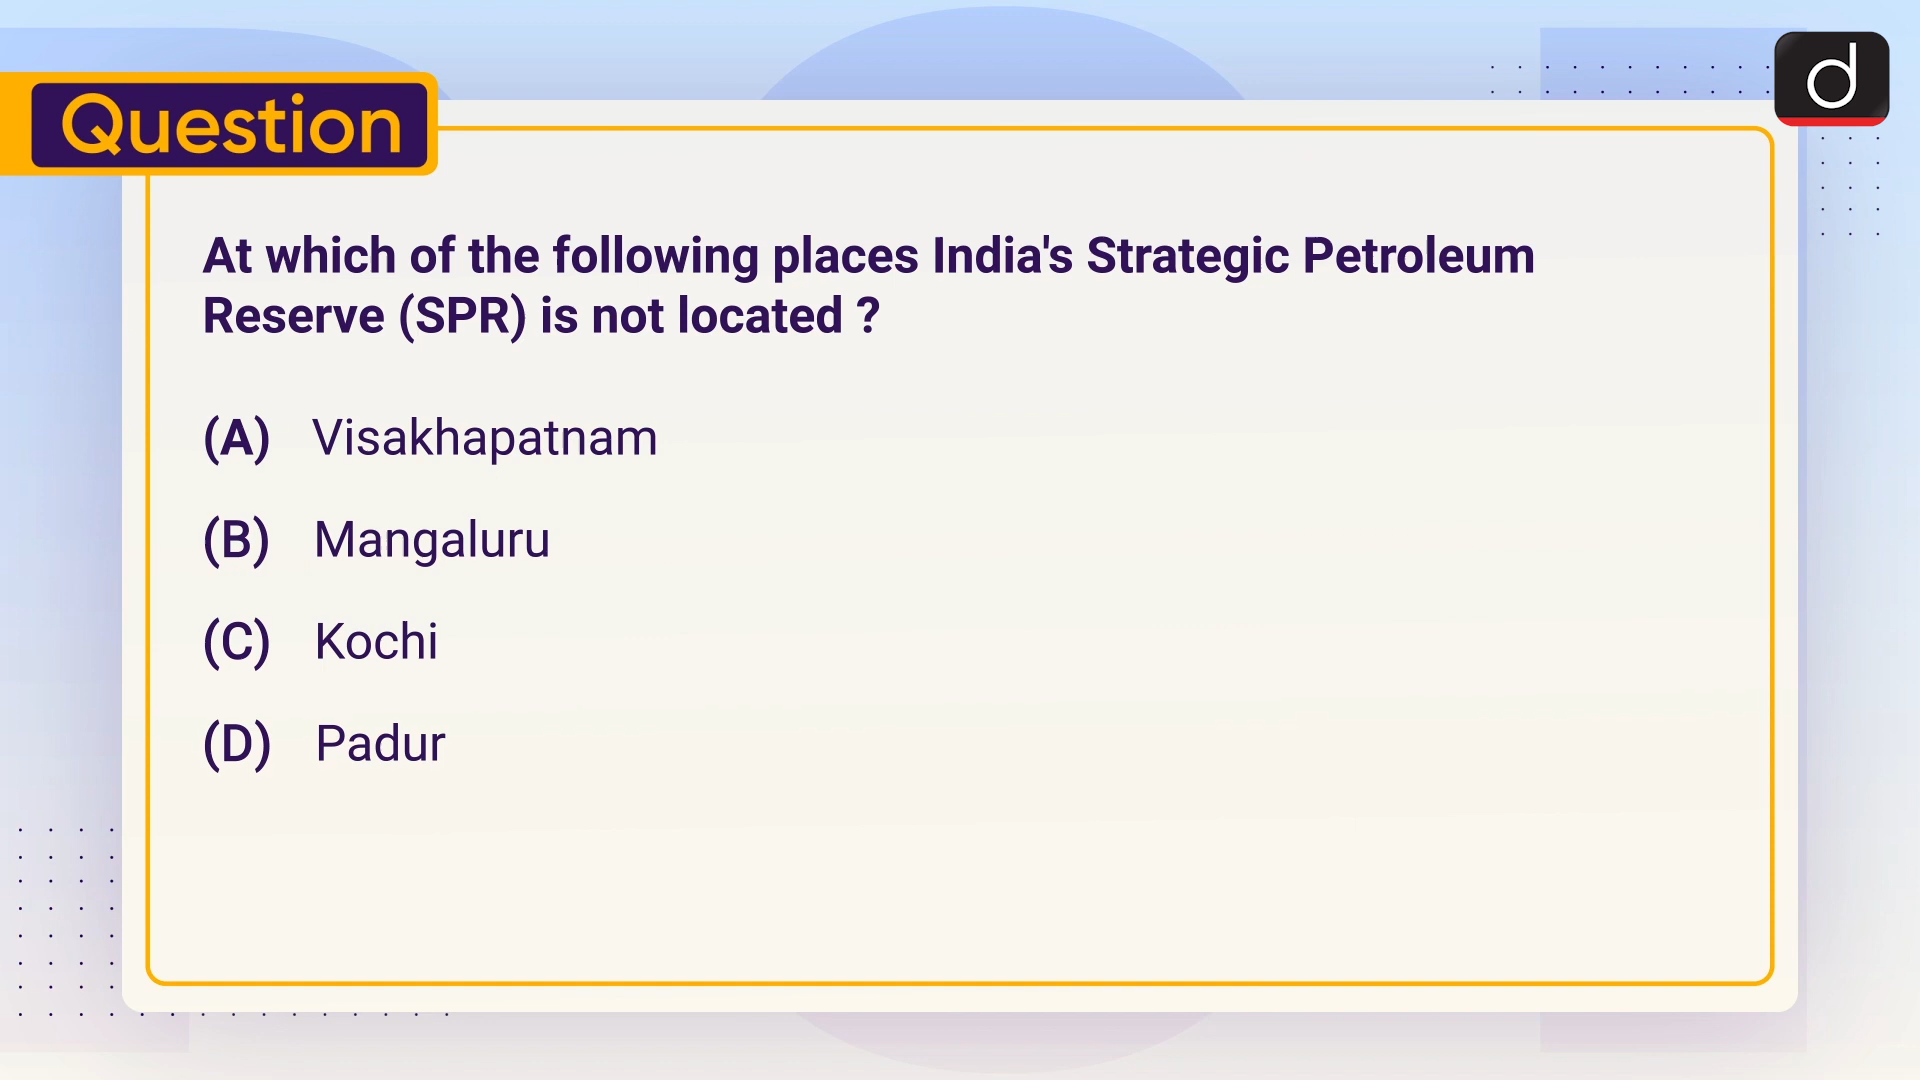 Question
d
At which of the following places India's Strategic Petroleum
Reserve (SPR) is not located ?
(A) Visakhapatnam
(B) Mangaluru
(C) Kochi
(D) Padur